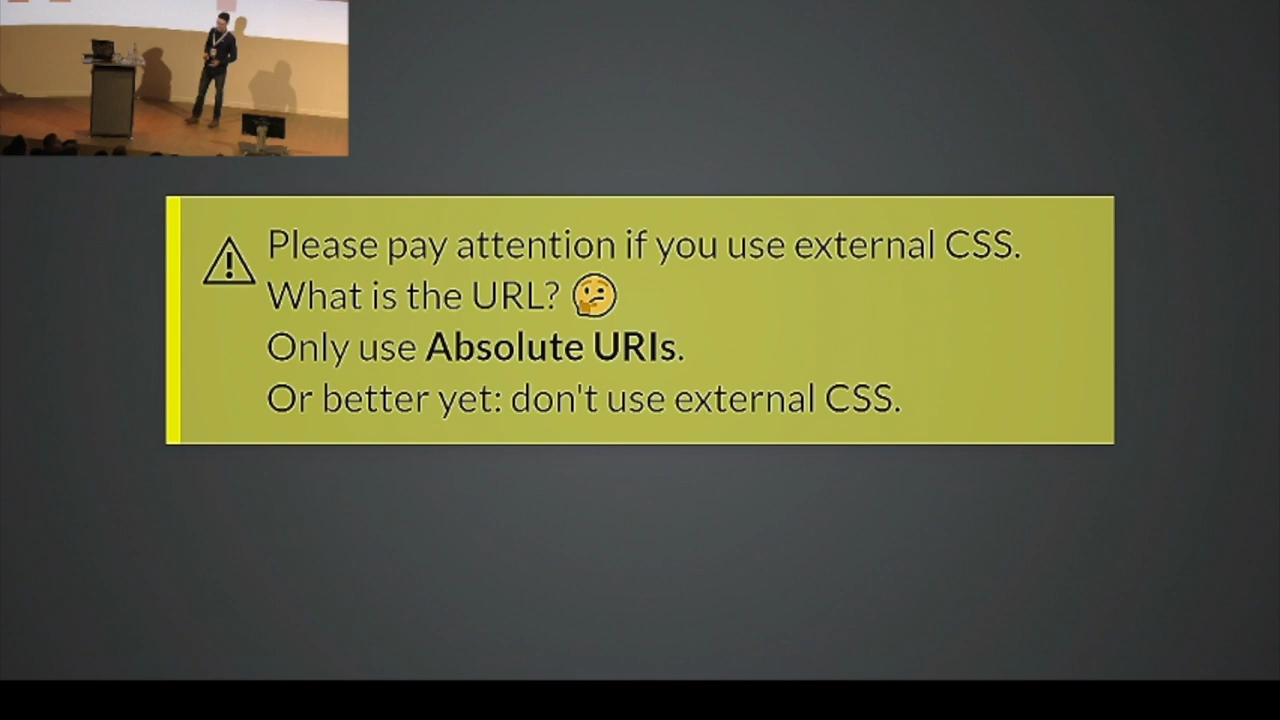 Please pay attention if you use external CSS.
What is the URL? 🤔
Only use Absolute URIs.
Or better yet: don't use external CSS.